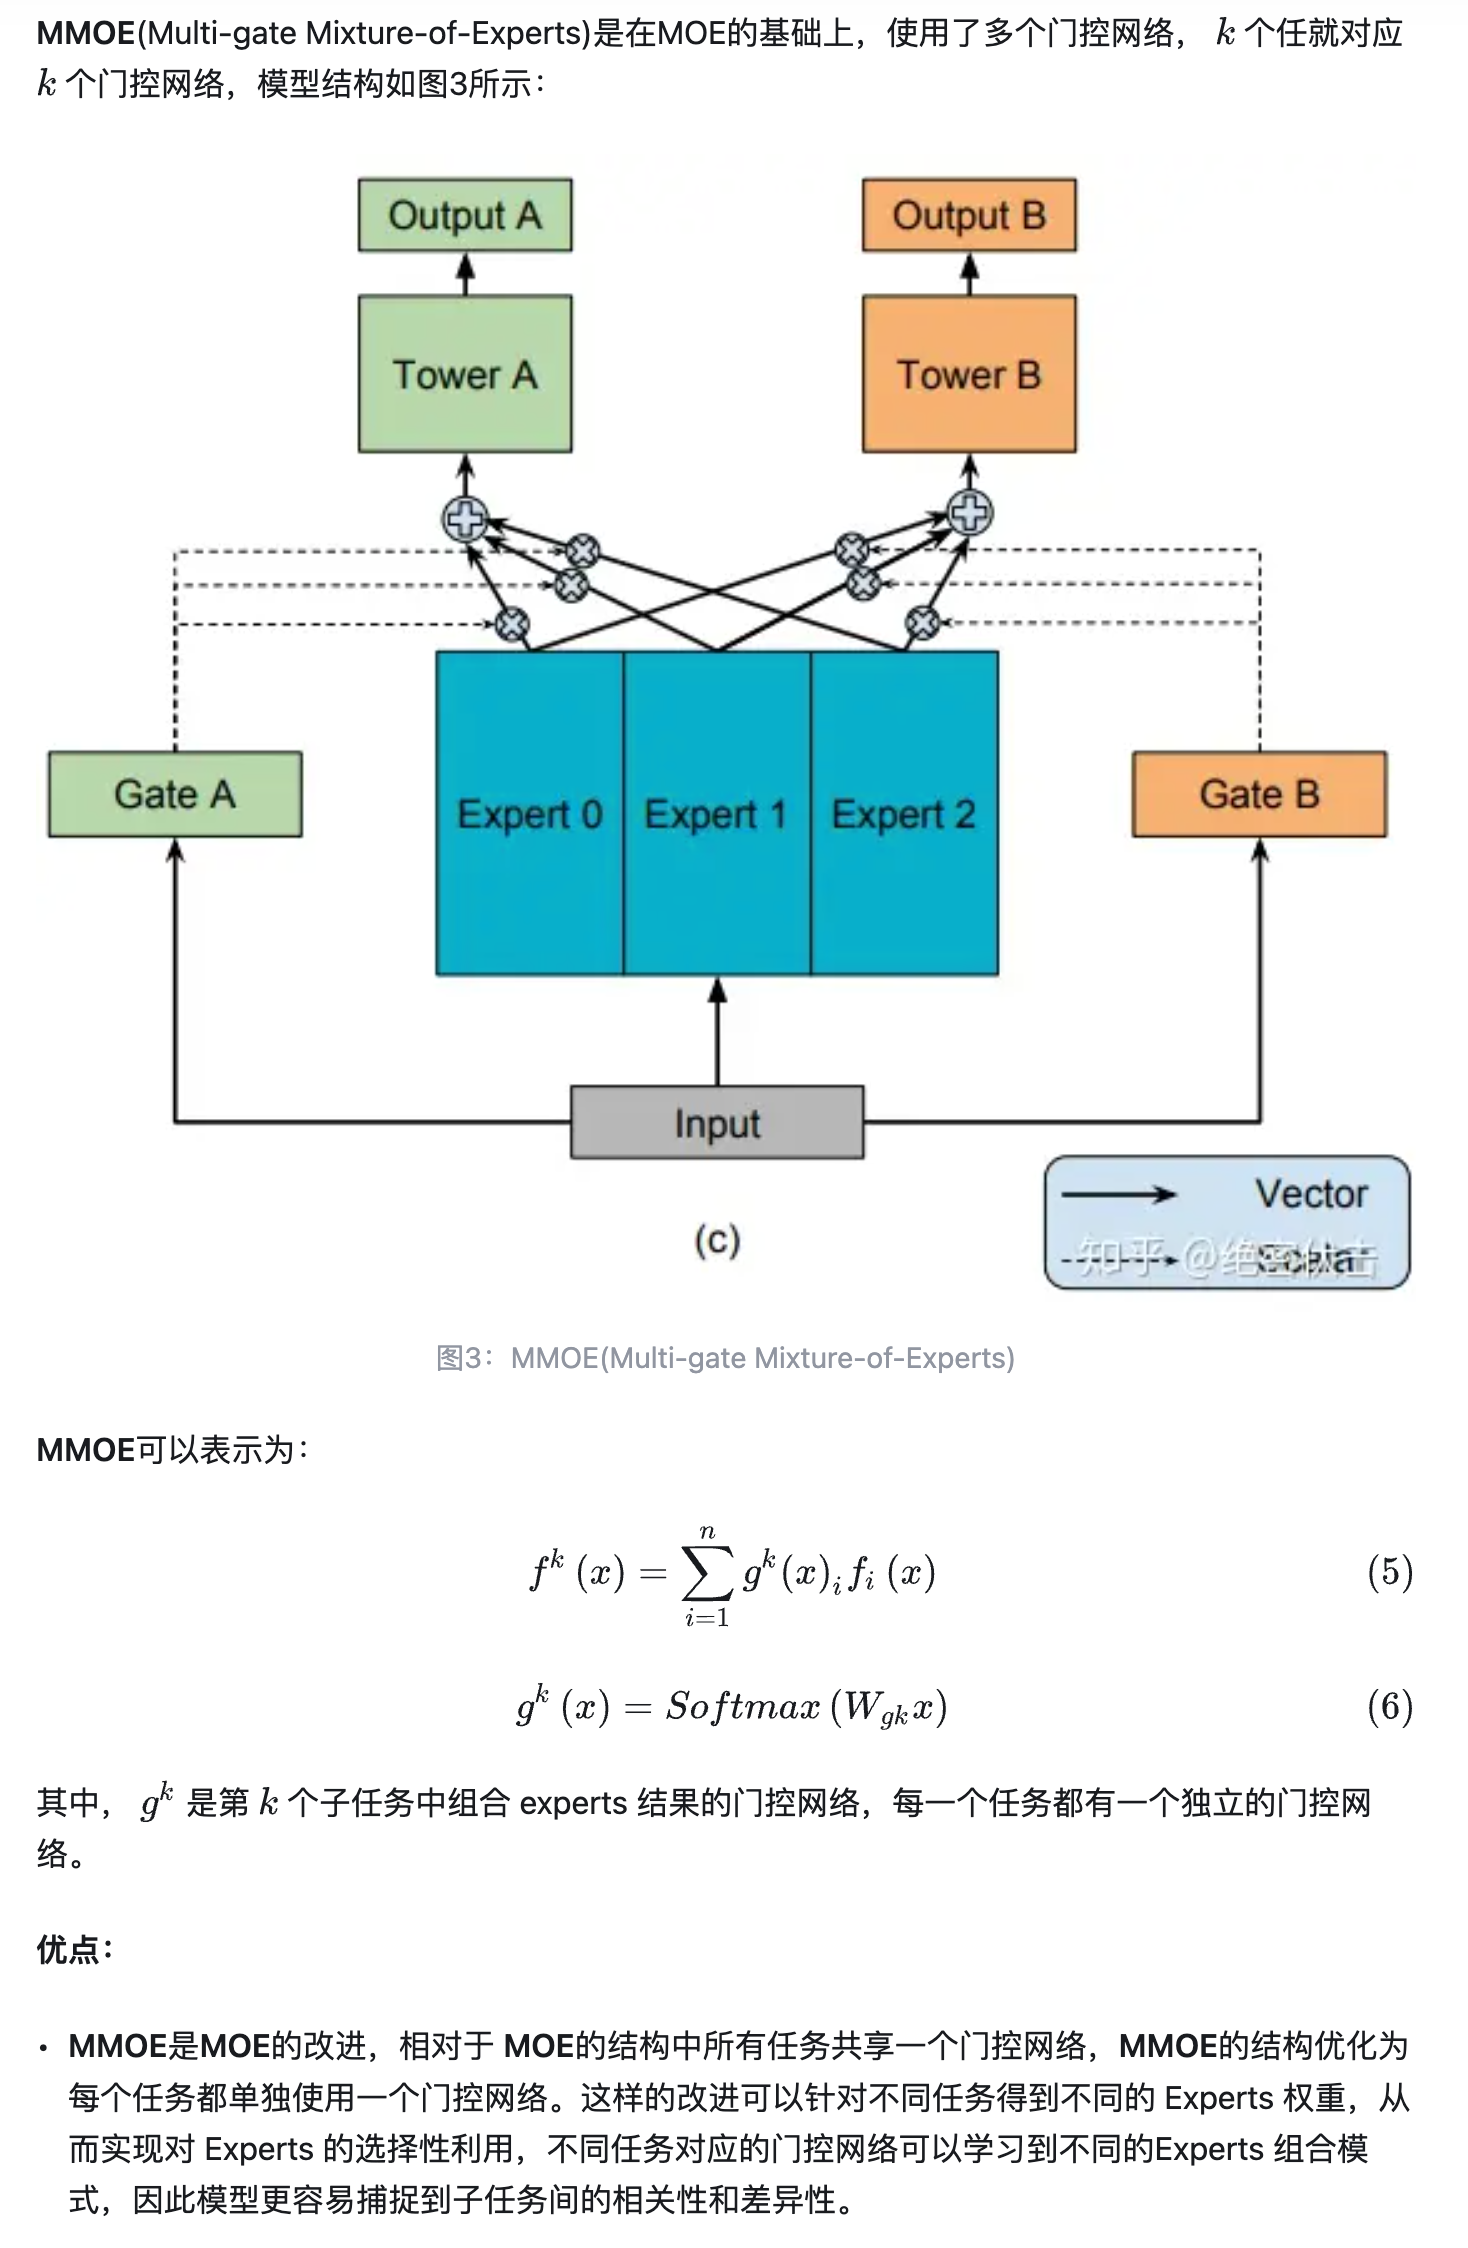 MMOE(Multi-gate Mixture-of-Experts)是在MOE的基础上，使用了多个门控网络， k 个任就对应
k 个门控网络，模型结构如图3所示：
Output A
Output B
Tower A
Tower B
Gate A
Expert 0
Expert 1
Expert 2
Gate B
Input
Vector
知乎 @绝密伏击
(c)
图3：MMOE(Multi-gate Mixture-of-Experts)
MMOE可以表示为：
f^k (x) = \sum_{i=1}^{n} g^k(x)_i f_i (x) (5)
g^k (x) = Softmax (W_{gk} x) (6)
其中， g^k 是第 k 个子任务中组合 experts 结果的门控网络，每一个任务都有一个独立的门控网
络。
优点：
• MMOE是MOE的改进，相对于 MOE的结构中所有任务共享一个门控网络，MMOE的结构优化为
每个任务都单独使用一个门控网络。这样的改进可以针对不同任务得到不同的 Experts 权重，从
而实现对 Experts 的选择性利用，不同任务对应的门控网络可以学习到不同的Experts 组合模
式，因此模型更容易捕捉到子任务间的相关性和差异性。